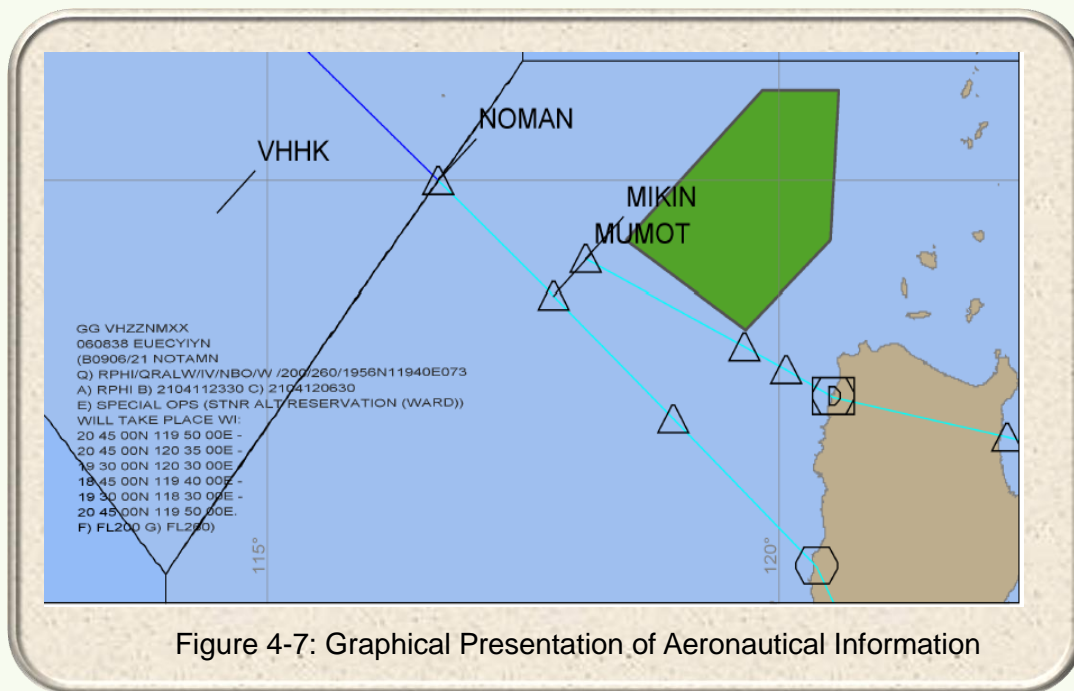 NOMAN
VHHK
MIKIN
MUMOT
GG VHZZNMXX
060838 EUECYIYN
(B0906/21 NOTAMN
Q) RPHI/QRALW/IV/NBO/W /200/260/1956N11940E073
A) RPHI B) 2104112330 C) 2104120630
E) SPECIAL OPS (STNR ALT RESERVATION (WARD))
WILL TAKE PLACE WI:
20 45 00N 119 50 00E -
20 45 00N 120 35 00E -
19 30 00N 120 30 00E -
18 45 00N 119 40 00E -
19 30 00N 118 30 00E -
20 45 00N 119 50 00E.
F) FL200 G) FL260)
D
115°
120°
Figure 4-7: Graphical Presentation of Aeronautical Information